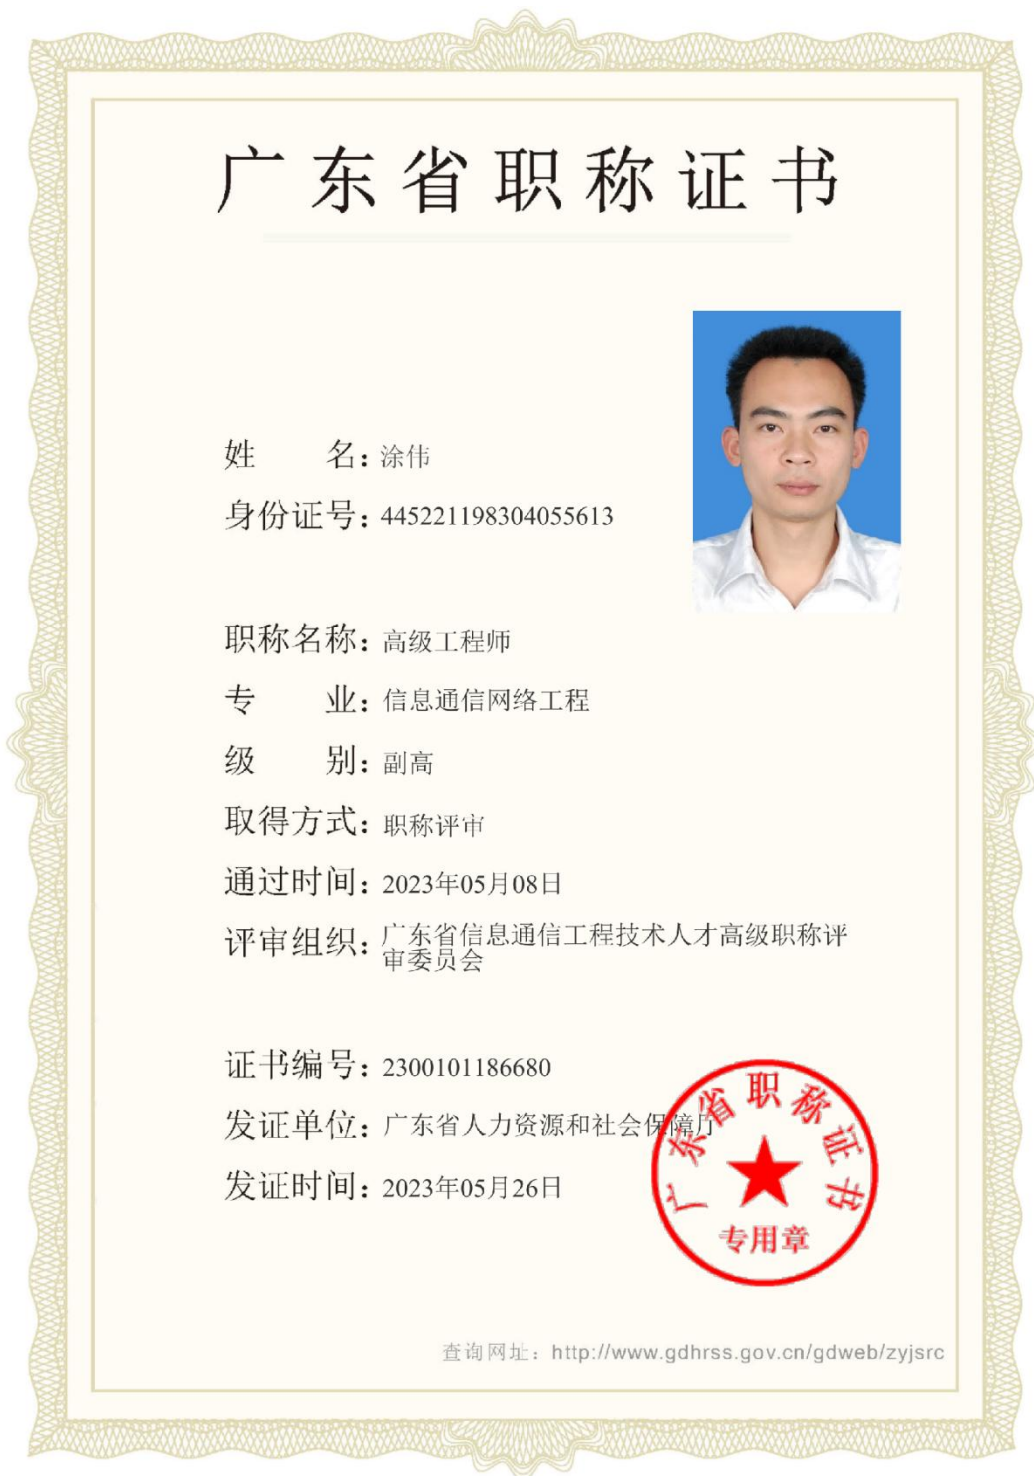 广东省职称证书
姓 名：涂伟
身份证号：445221198304055613
职称名称：高级工程师
专 业：信息通信网络工程
级 别：副高
取得方式：职称评审
通过时间：2023年05月08日
评审组织：广东省信息通信工程技术人才高级职称评
审委员会
证书编号：2300101186680
发证单位：广东省人力资源和社会保障厅
发证时间：2023年05月26日
广东省职称证书
专用章
查询网址：http://www.gdhrss.gov.cn/gdweb/zyjsrc